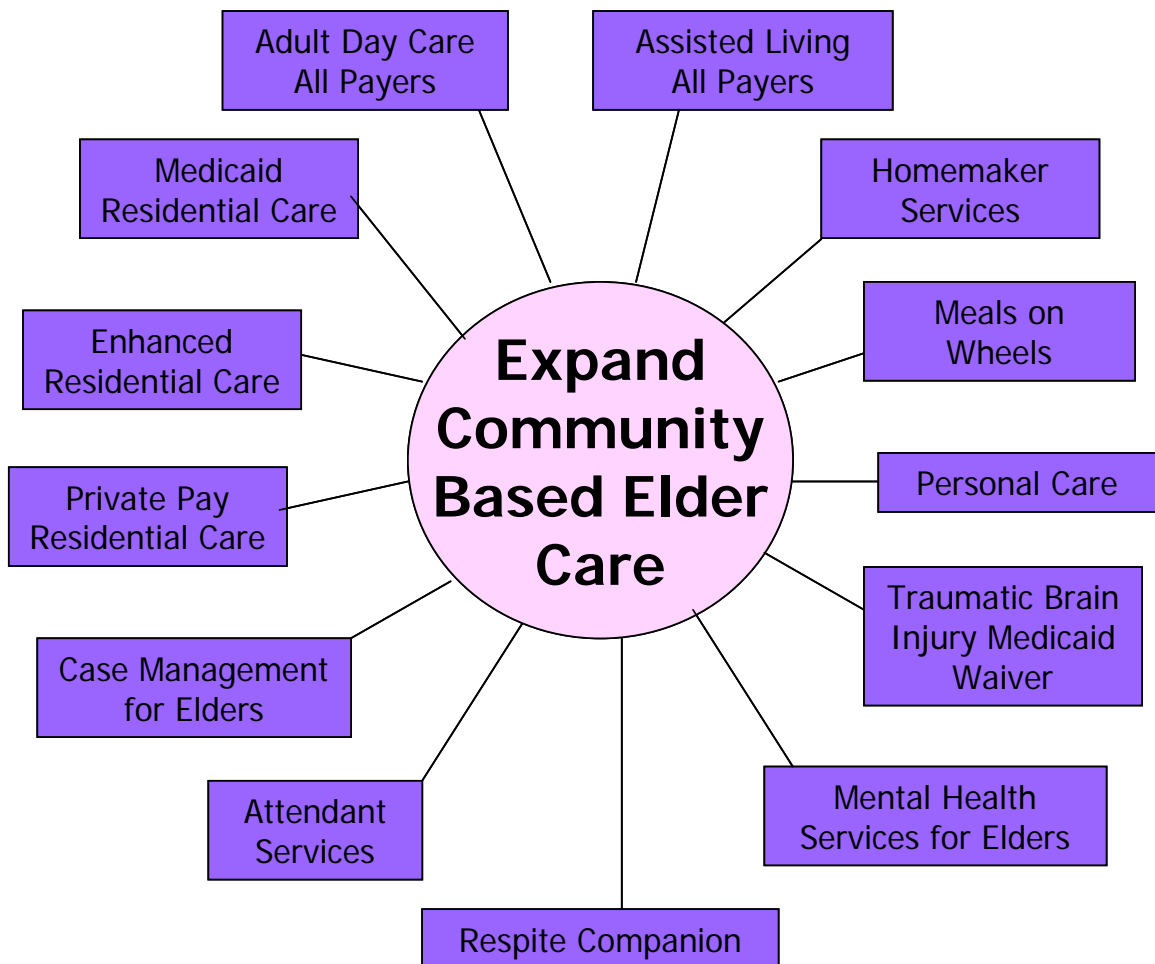 Adult Day Care
All Payers
Assisted Living
All Payers
Medicaid
Residential Care
Homemaker
Services
Enhanced
Residential Care
Meals on
Wheels
Expand
Community
Based Elder
Care
Private Pay
Residential Care
Personal Care
Traumatic Brain
Injury Medicaid
Waiver
Case Management
for Elders
Attendant
Services
Mental Health
Services for Elders
Respite Companion